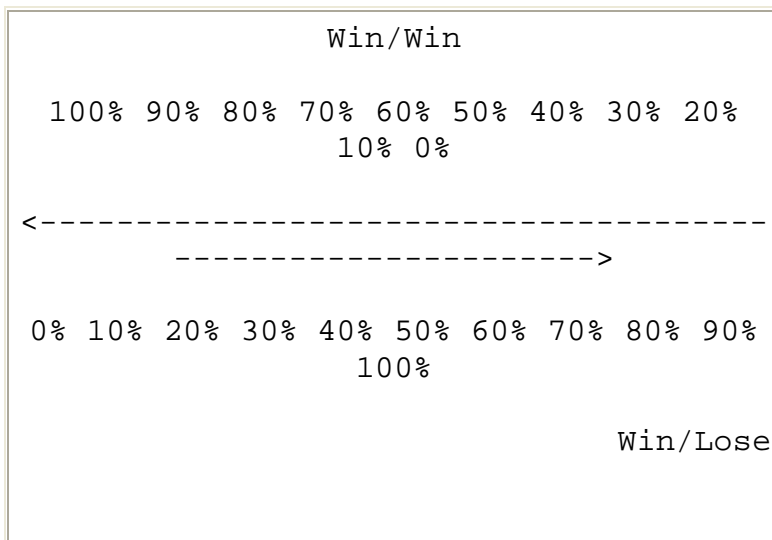 Win/Win
100% 90% 80% 70% 60% 50% 40% 30% 20%
10% 0%
<--------------------------------------
---------------------->
0% 10% 20% 30% 40% 50% 60% 70% 80% 90%
100%
Win/Lose